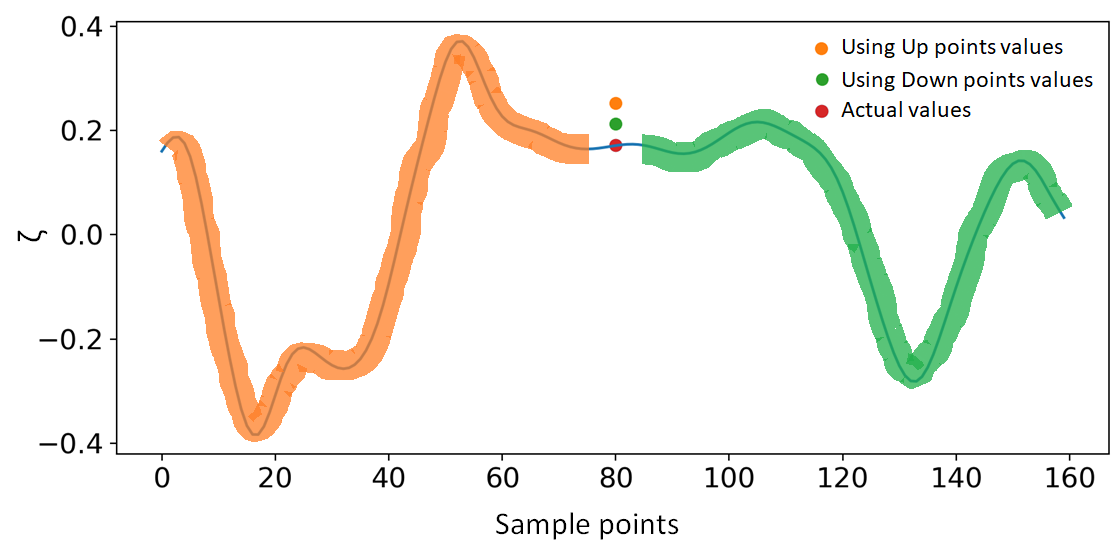 0.4
Using Up points values
Using Down points values
Actual values
0.2
0.0
ζ
−0.2
−0.4
0 20 40 60 80 100 120 140 160
Sample points